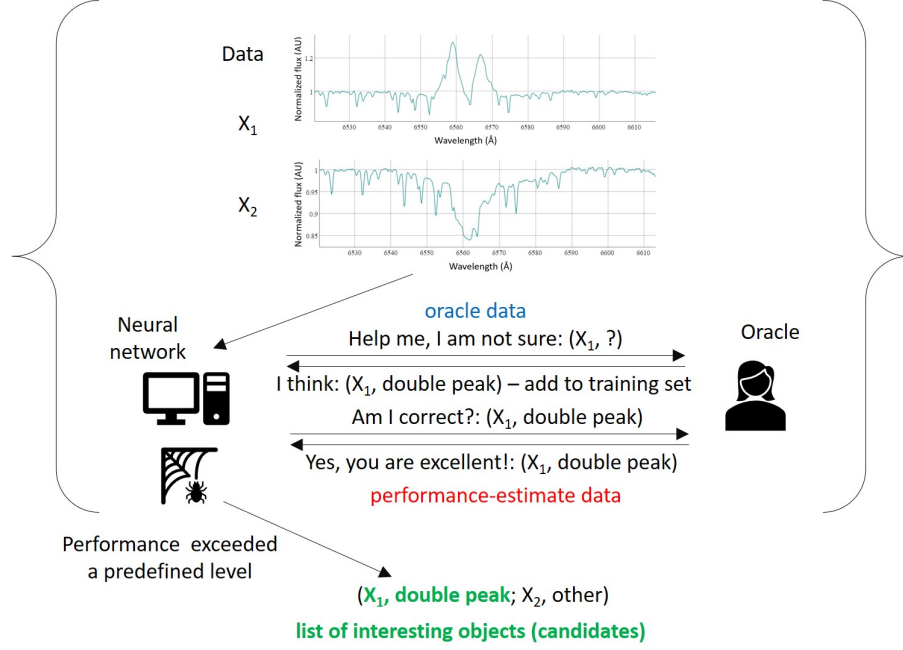 Data
Normalized flux (AU)
1.2
1
6530 6540 6550 6560 6570 6580 6590 6600 6610
Wavelength (Å)
X₁
Normalized flux (AU)
1
0.95
0.9
0.85
6530 6540 6550 6560 6570 6580 6590 6600 6610
Wavelength (Å)
X₂
oracle data
Neural
network
Oracle
Help me, I am not sure: (X₁, ?)
I think: (X₁, double peak) – add to training set
Am I correct?: (X₁, double peak)
Yes, you are excellent!: (X₁, double peak)
performance-estimate data
Performance exceeded
a predefined level
(X₁, double peak; X₂, other)
list of interesting objects (candidates)